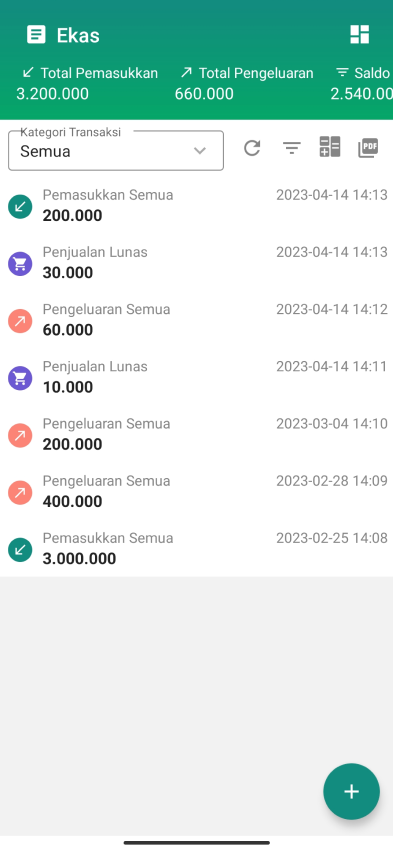 Ekas
Total Pemasukkan Total Pengeluaran Saldo
3.200.000 660.000 2.540.00
Kategori Transaksi
Semua
PDF
Pemasukkan Semua 2023-04-14 14:13
200.000
Penjualan Lunas 2023-04-14 14:13
30.000
Pengeluaran Semua 2023-04-14 14:12
60.000
Penjualan Lunas 2023-04-14 14:11
10.000
Pengeluaran Semua 2023-03-04 14:10
200.000
Pengeluaran Semua 2023-02-28 14:09
400.000
Pemasukkan Semua 2023-02-25 14:08
3.000.000